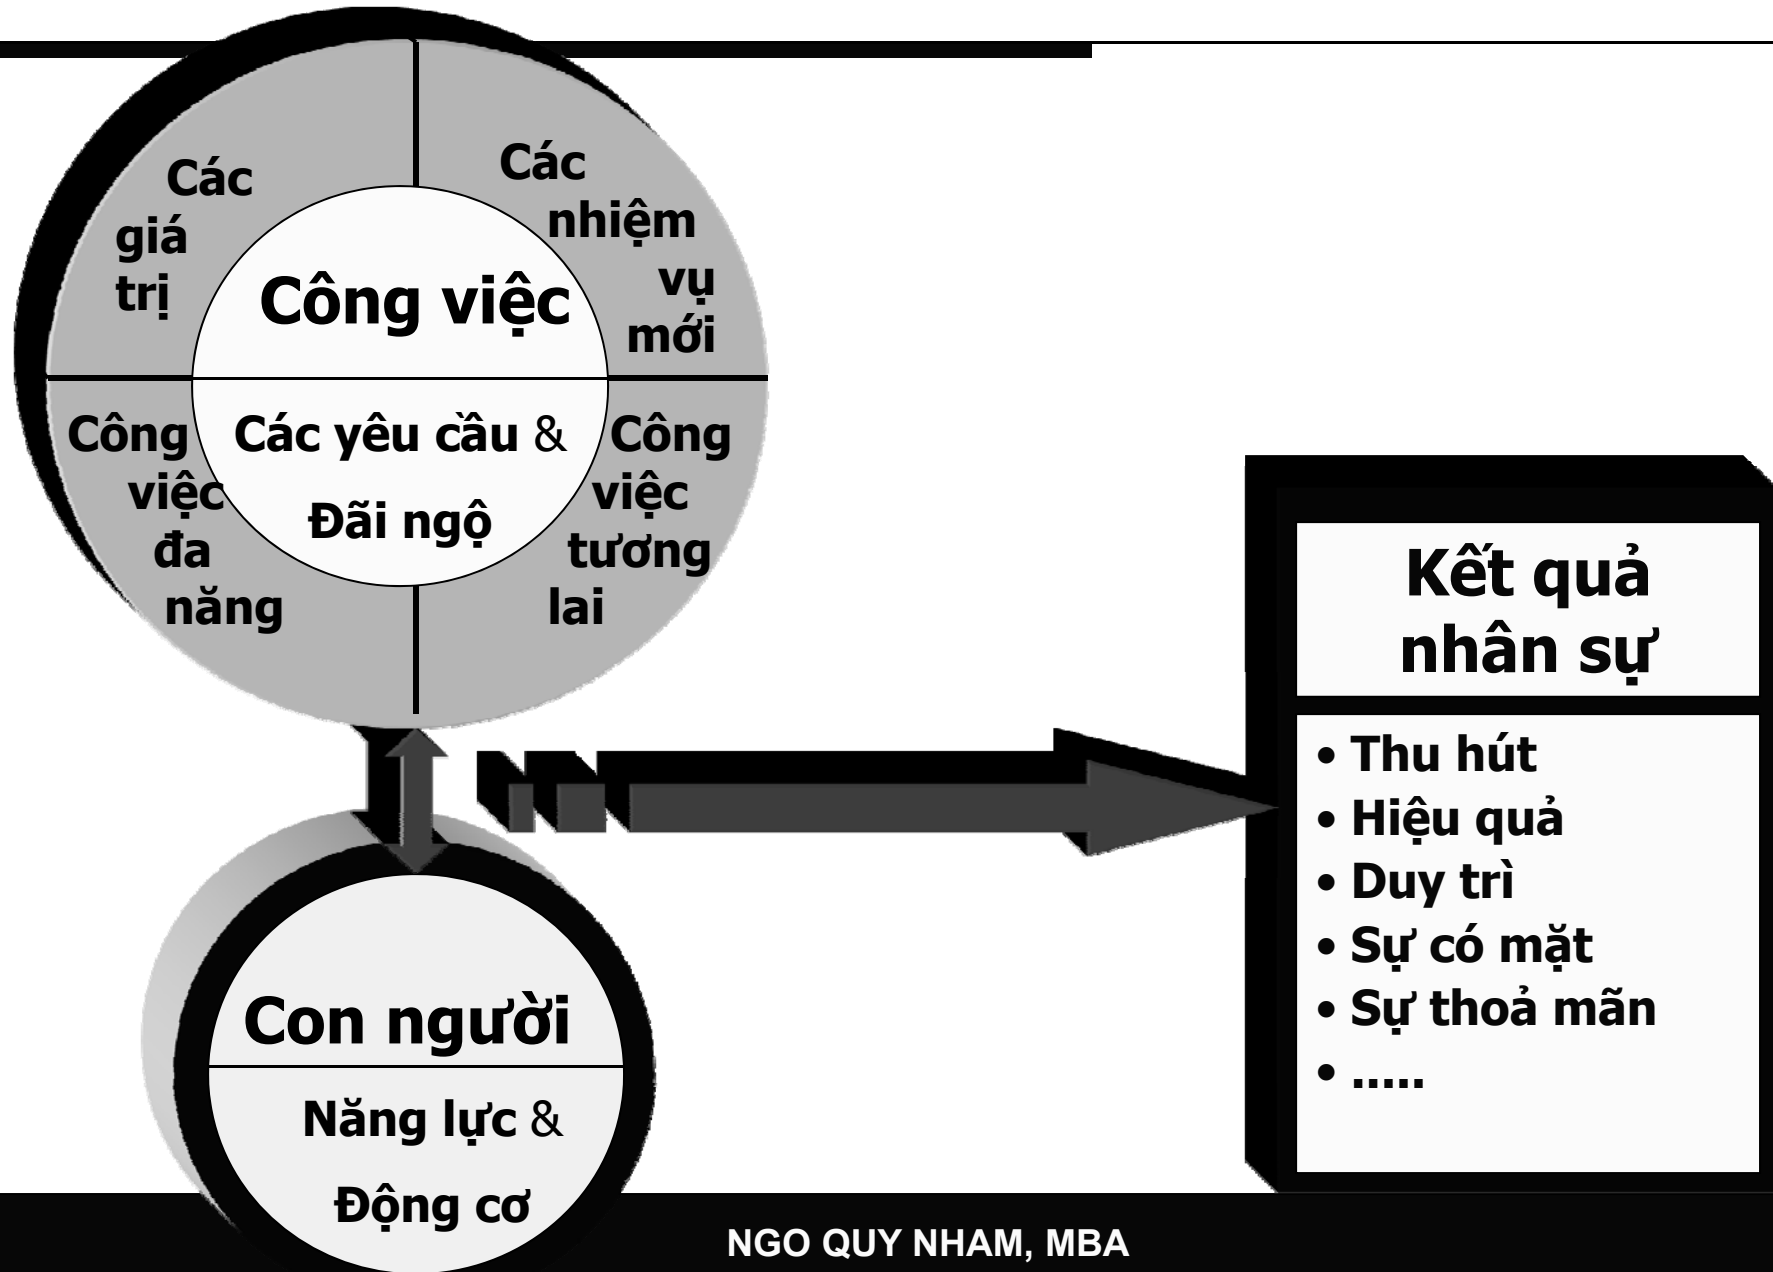 Các
giá
trị
Các
nhiệm
vụ
mới
Công việc
Các yêu cầu &
Đãi ngộ
Công
việc
đa
năng
Công
việc
tương
lai
Con người
Năng lực &
Động cơ
Kết quả
nhân sự
• Thu hút
• Hiệu quả
• Duy trì
• Sự có mặt
• Sự thoả mãn
• .....
NGO QUY NHAM, MBA